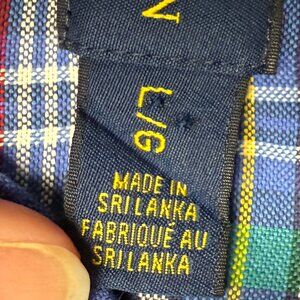 N
L/G
MADE IN
SRI LANKA
FABRIQUÉ AU
SRI LANKA